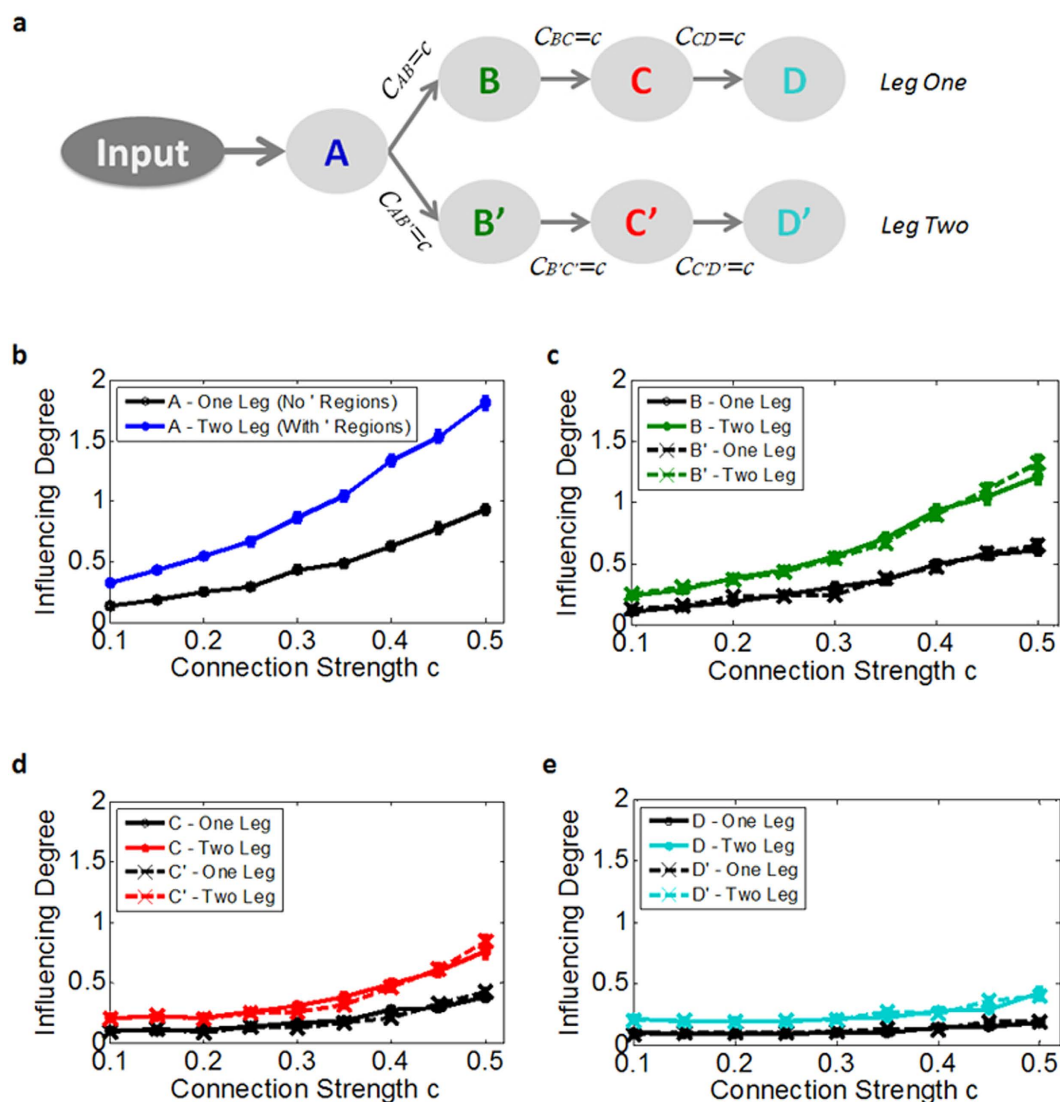 a
C_AB=c
C_BC=c
C_CD=c
B
C
D
Leg One
Input
A
C_AB'=c
B'
C'
D'
Leg Two
C_B'C'=c
C_C'D'=c
b
2
1.5
1
0.5
0
Influencing Degree
A - One Leg (No ' Regions)
A - Two Leg (With ' Regions)
0.1 0.2 0.3 0.4 0.5
Connection Strength c
c
2
1.5
1
0.5
0
Influencing Degree
B - One Leg
B - Two Leg
B' - One Leg
B' - Two Leg
0.1 0.2 0.3 0.4 0.5
Connection Strength c
d
2
1.5
1
0.5
0
Influencing Degree
C - One Leg
C - Two Leg
C' - One Leg
C' - Two Leg
0.1 0.2 0.3 0.4 0.5
Connection Strength c
e
2
1.5
1
0.5
0
Influencing Degree
D - One Leg
D - Two Leg
D' - One Leg
D' - Two Leg
0.1 0.2 0.3 0.4 0.5
Connection Strength c